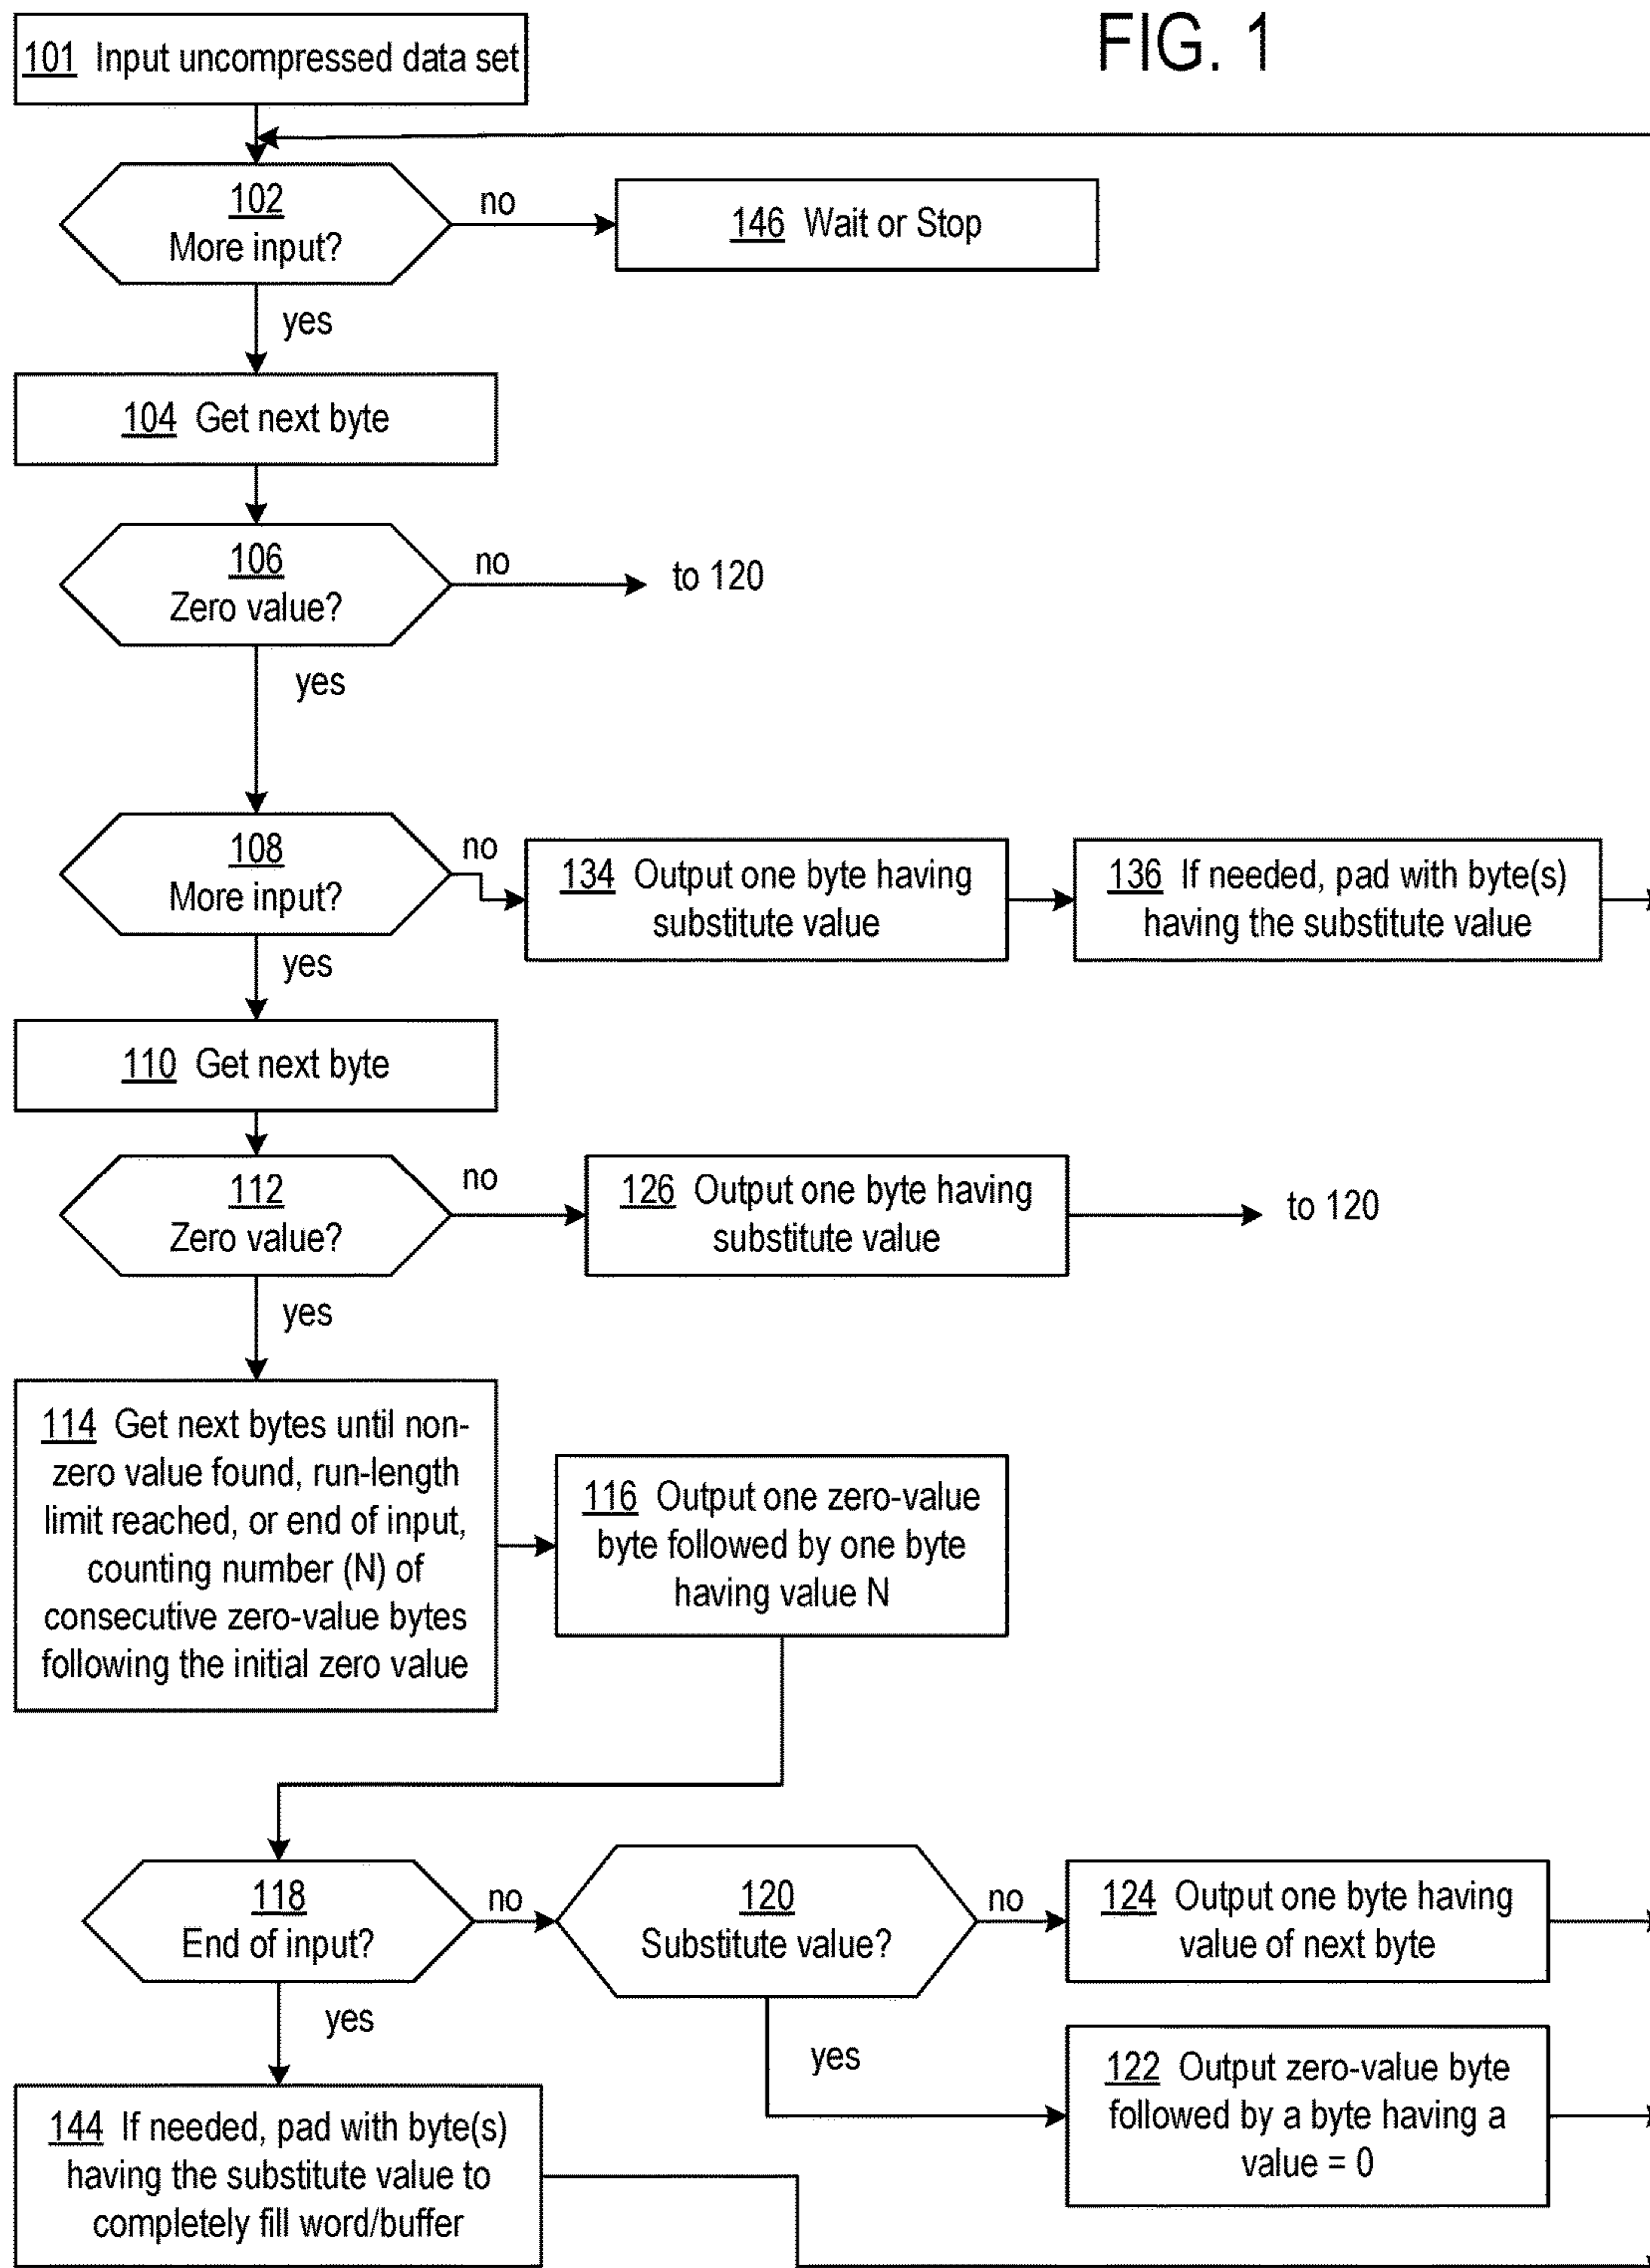 FIG. 1
101 Input uncompressed data set
102
More input?
no
146 Wait or Stop
yes
104 Get next byte
106
Zero value?
no
to 120
yes
108
More input?
no
134 Output one byte having
substitute value
136 If needed, pad with byte(s)
having the substitute value
yes
110 Get next byte
112
Zero value?
no
126 Output one byte having
substitute value
to 120
yes
114 Get next bytes until non-
zero value found, run-length
limit reached, or end of input,
counting number (N) of
consecutive zero-value bytes
following the initial zero value
116 Output one zero-value
byte followed by one byte
having value N
118
End of input?
no
120
Substitute value?
no
124 Output one byte having
value of next byte
yes
yes
122 Output zero-value byte
followed by a byte having a
value = 0
144 If needed, pad with byte(s)
having the substitute value to
completely fill word/buffer